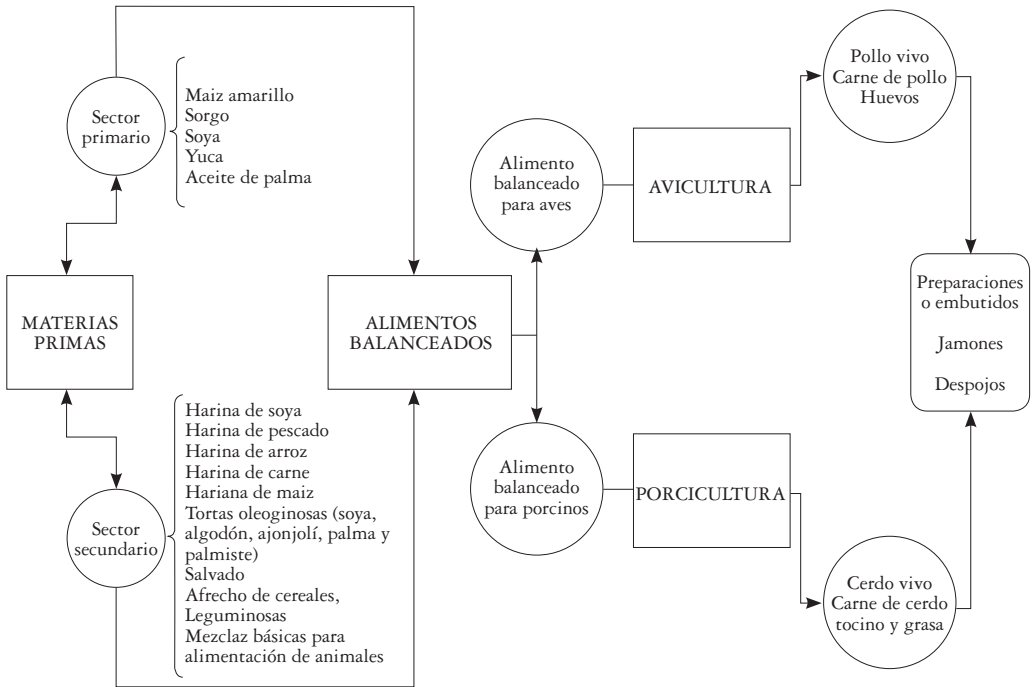 Sector
primario
Maiz amarillo
Sorgo
Soya
Yuca
Aceite de palma
MATERIAS
PRIMAS
Sector
secundario
Harina de soya
Harina de pescado
Harina de arroz
Harina de carne
Hariana de maiz
Tortas oleoginosas (soya,
algodón, ajonjolí, palma y
palmiste)
Salvado
Afrecho de cereales,
Leguminosas
Mezclaz básicas para
alimentación de animales
ALIMENTOS
BALANCEADOS
Alimento
balanceado
para aves
AVICULTURA
Pollo vivo
Carne de pollo
Huevos
Alimento
balanceado
para porcinos
PORCICULTURA
Cerdo vivo
Carne de cerdo
tocino y grasa
Preparaciones
o embutidos
Jamones
Despojos